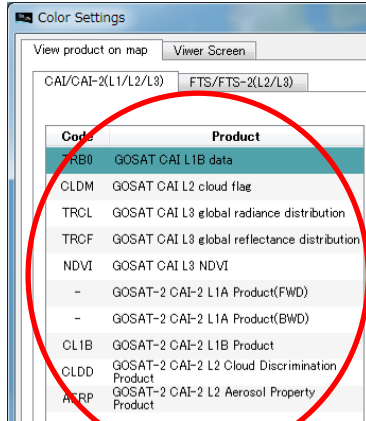 Color Settings
View product on map Viwer Screen
CAI/CAI-2(L1/L2/L3) FTS/FTS-2(L2/L3)
Code Product
TRB0 GOSAT CAI L1B data
CLDM GOSAT CAI L2 cloud flag
TRCL GOSAT CAI L3 global radiance distribution
TRCF GOSAT CAI L3 global reflectance distribution
NDVI GOSAT CAI L3 NDVI
- GOSAT-2 CAI-2 L1A Product(FWD)
- GOSAT-2 CAI-2 L1A Product(BWD)
CL1B GOSAT-2 CAI-2 L1B Product
CLDD GOSAT-2 CAI-2 L2 Cloud Discrimination
Product
AERP GOSAT-2 CAI-2 L2 Aerosol Property
Product